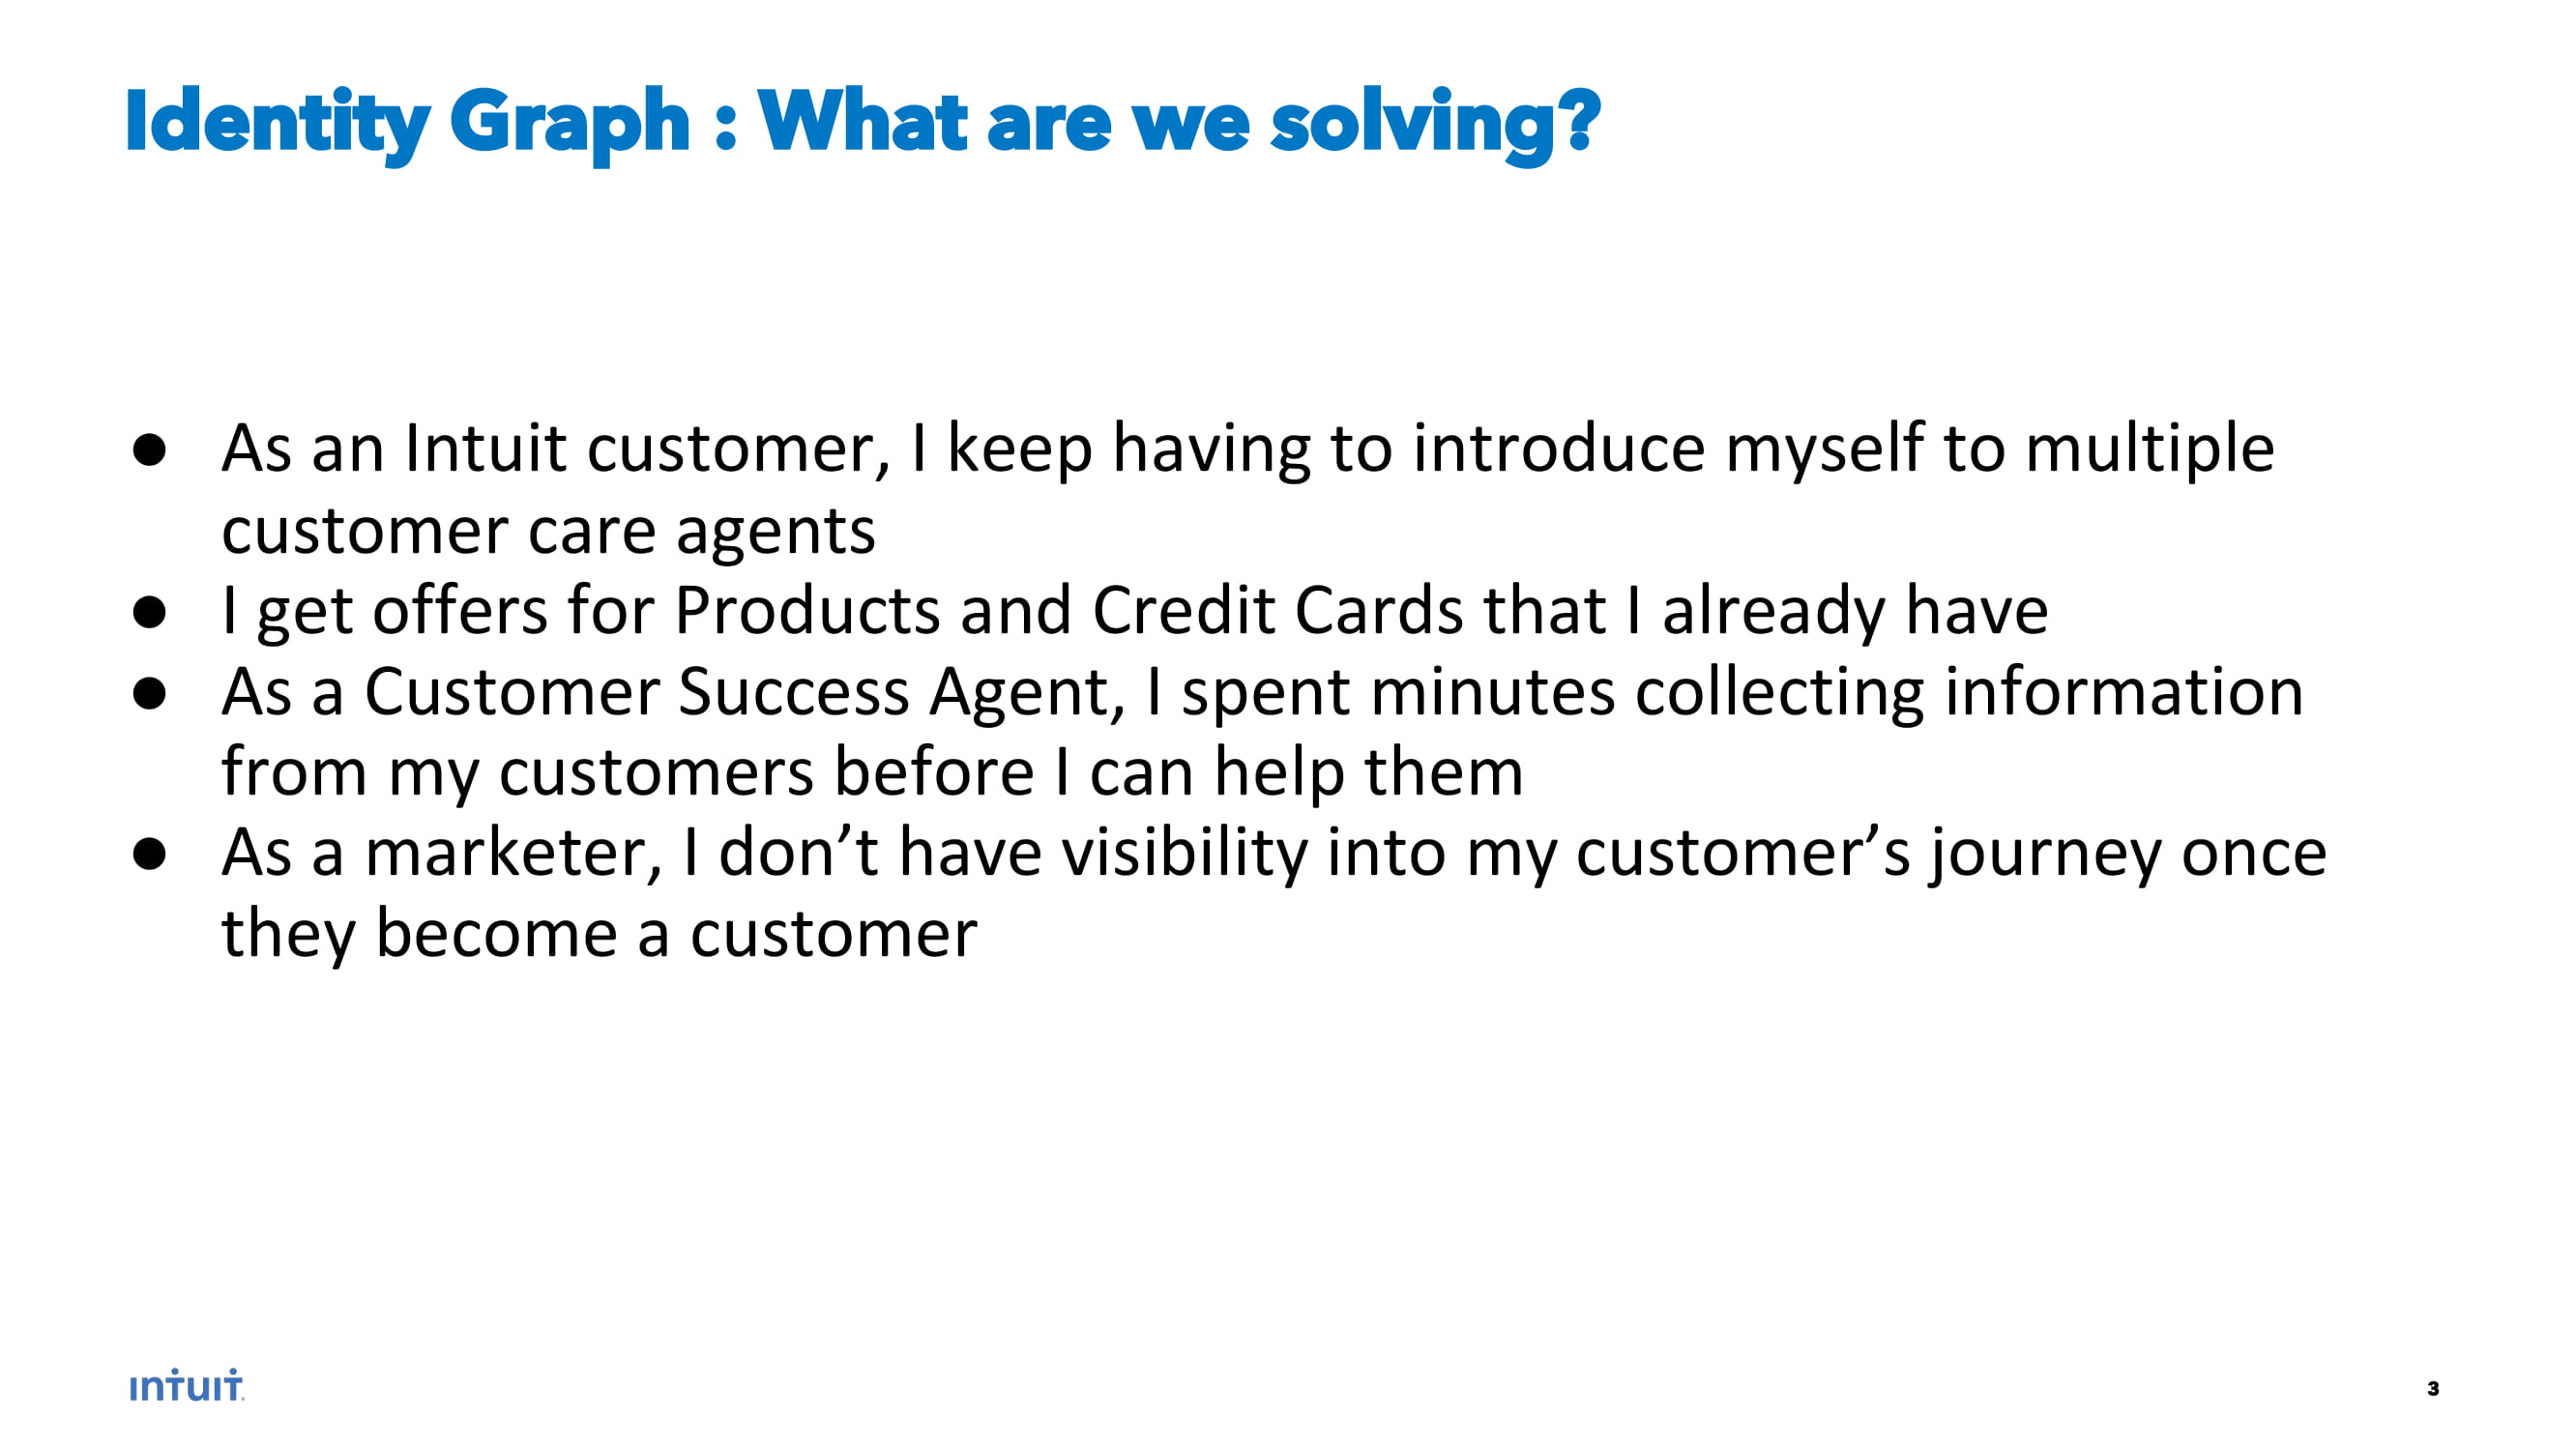 Identity Graph : What are we solving?
● As an Intuit customer, I keep having to introduce myself to multiple
customer care agents
● I get offers for Products and Credit Cards that I already have
● As a Customer Success Agent, I spent minutes collecting information
from my customers before I can help them
● As a marketer, I don’t have visibility into my customer’s journey once
they become a customer
intuit.
3